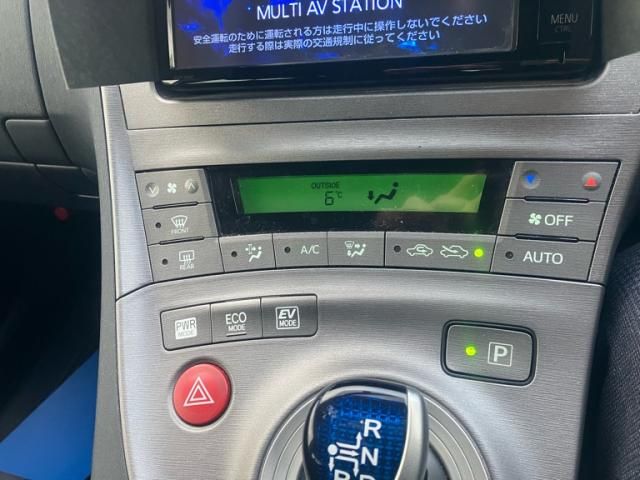 MULTI AV STATION
安全運転のために運転される方は走行中に操作しないでください
走行する際は実際の交通規制に従ってください
MENU
CTRL
OUTSIDE
6℃
FRONT
OFF
REAR
A/C
AUTO
PWR
MODE
ECO
MODE
EV
MODE
P
R
N
B
D